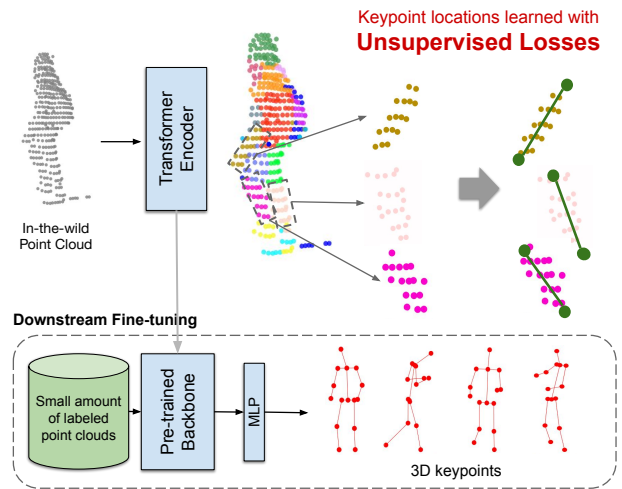 Keypoint locations learned with
Unsupervised Losses
Transformer
Encoder
In-the-wild
Point Cloud
Downstream Fine-tuning
Small amount
of labeled
point clouds
Pre-trained
Backbone
MLP
3D keypoints